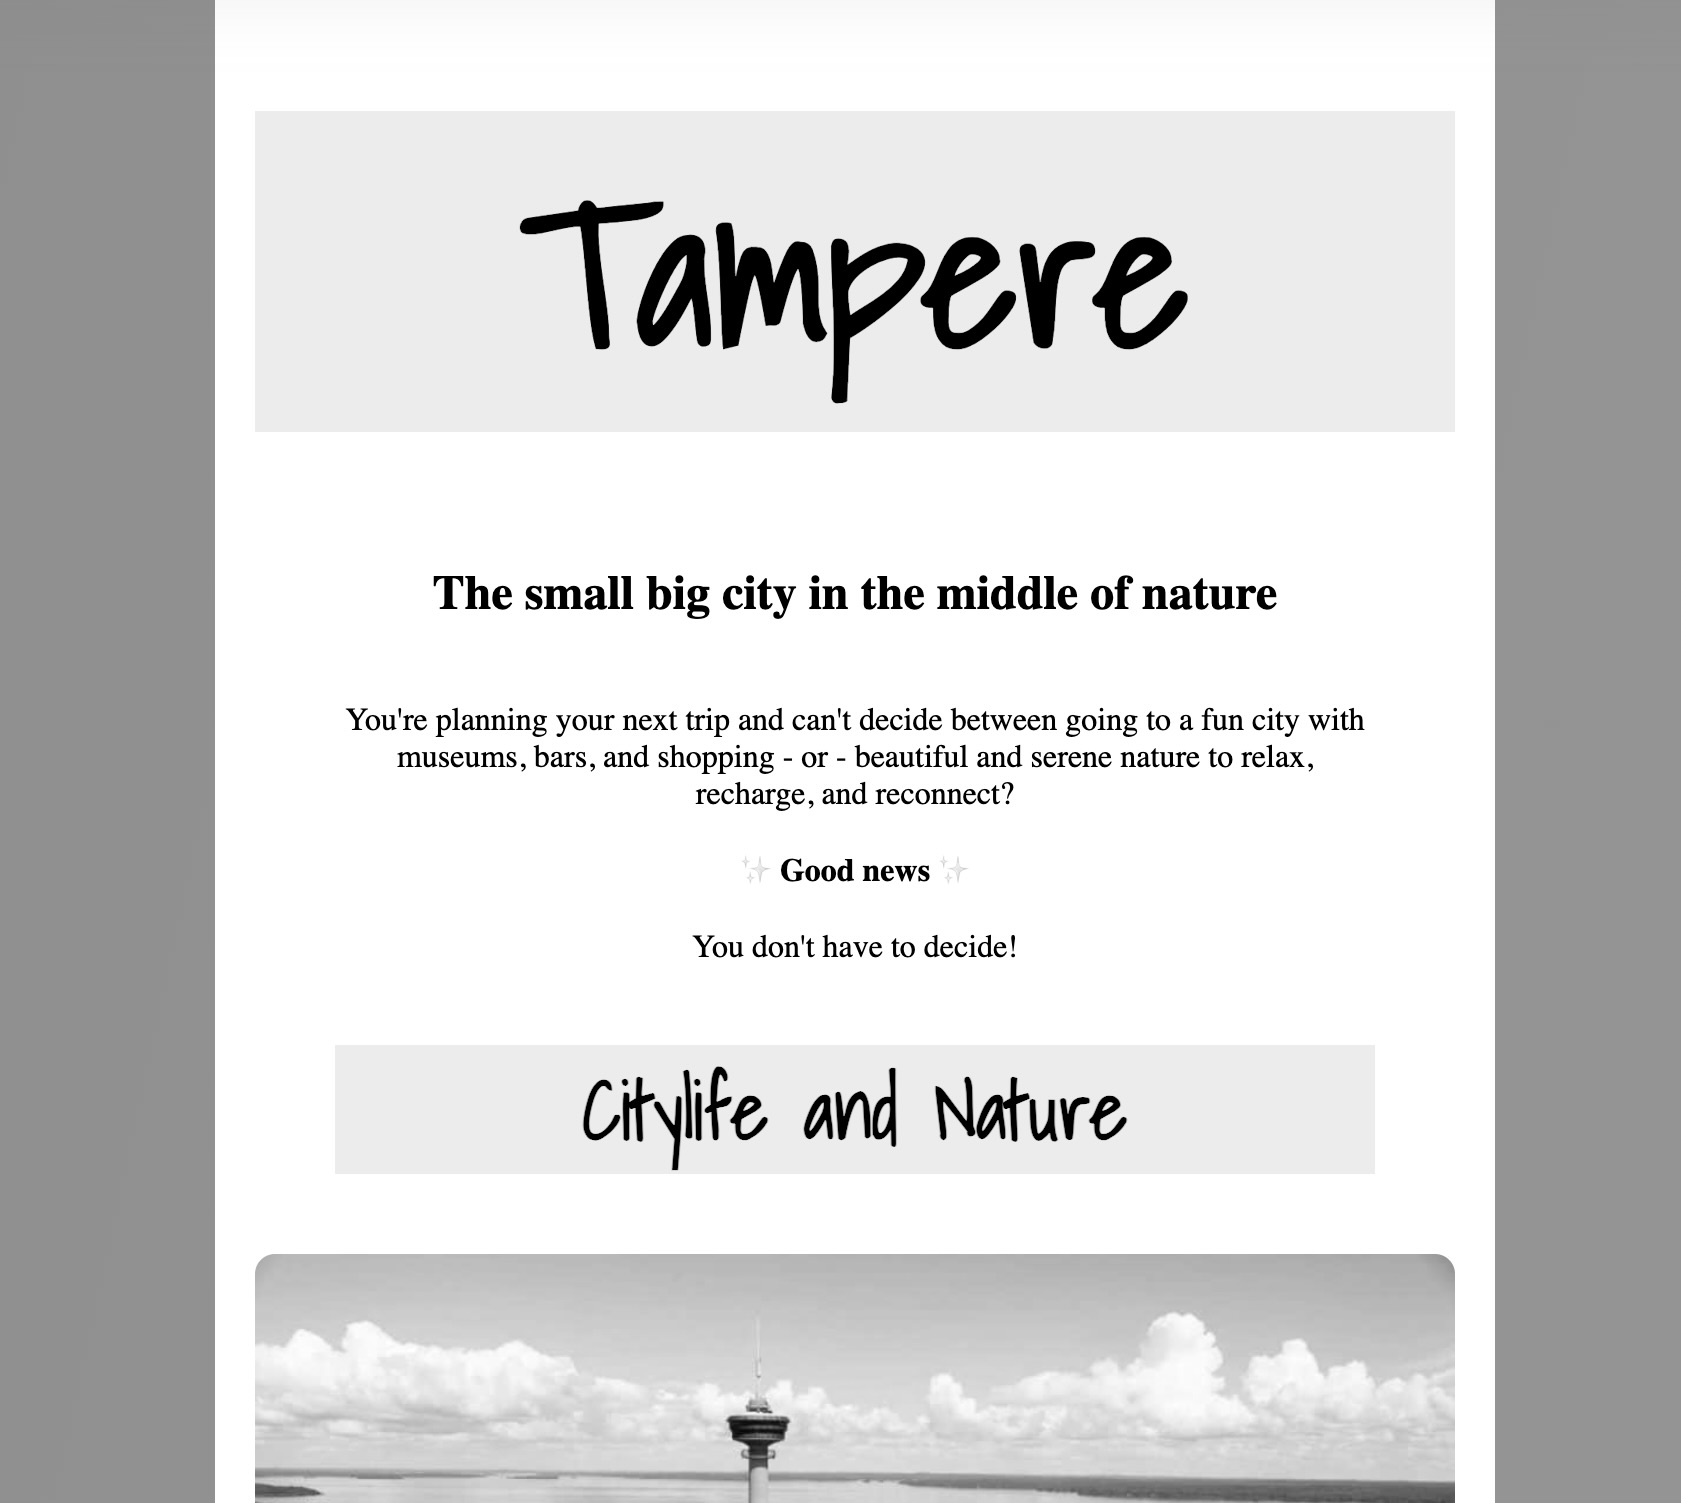 Tampere
The small big city in the middle of nature
You're planning your next trip and can't decide between going to a fun city with
museums, bars, and shopping - or - beautiful and serene nature to relax,
recharge, and reconnect?
✨ Good news ✨
You don't have to decide!
Citylife and Nature